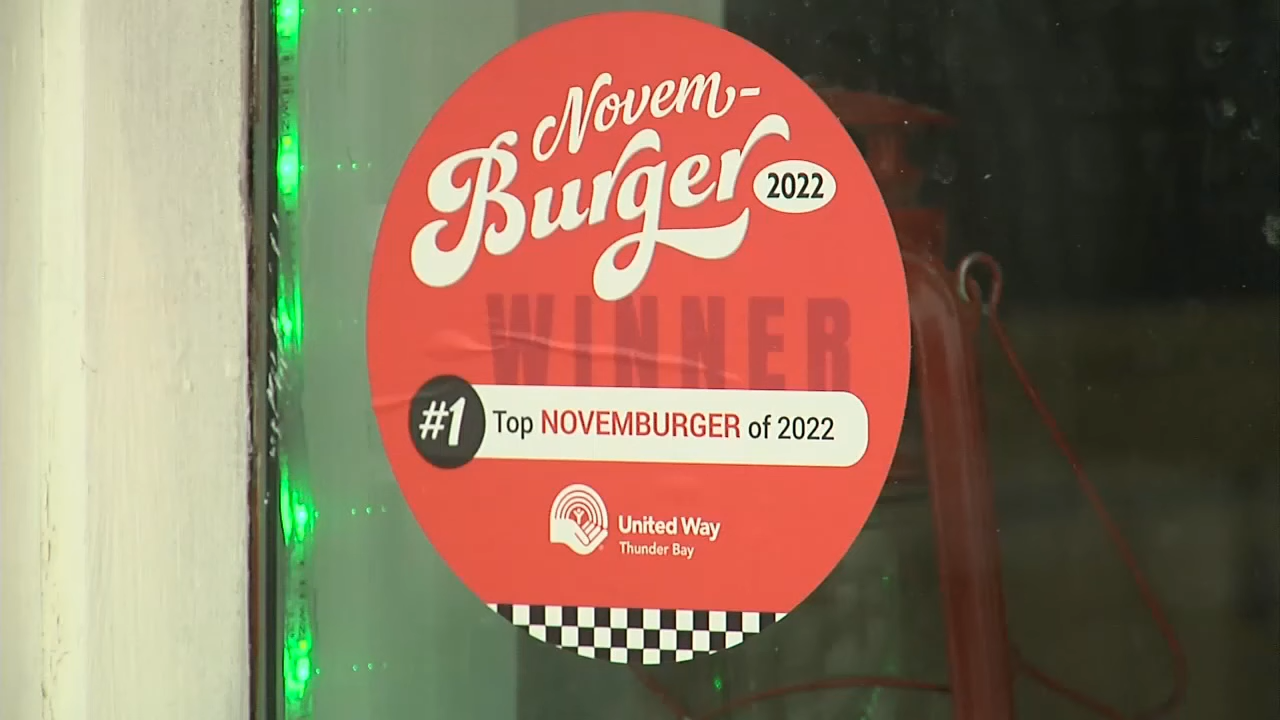 Novem-
Burger
2022
WINNER
#1 Top NOVEMBURGER of 2022
United Way
Thunder Bay